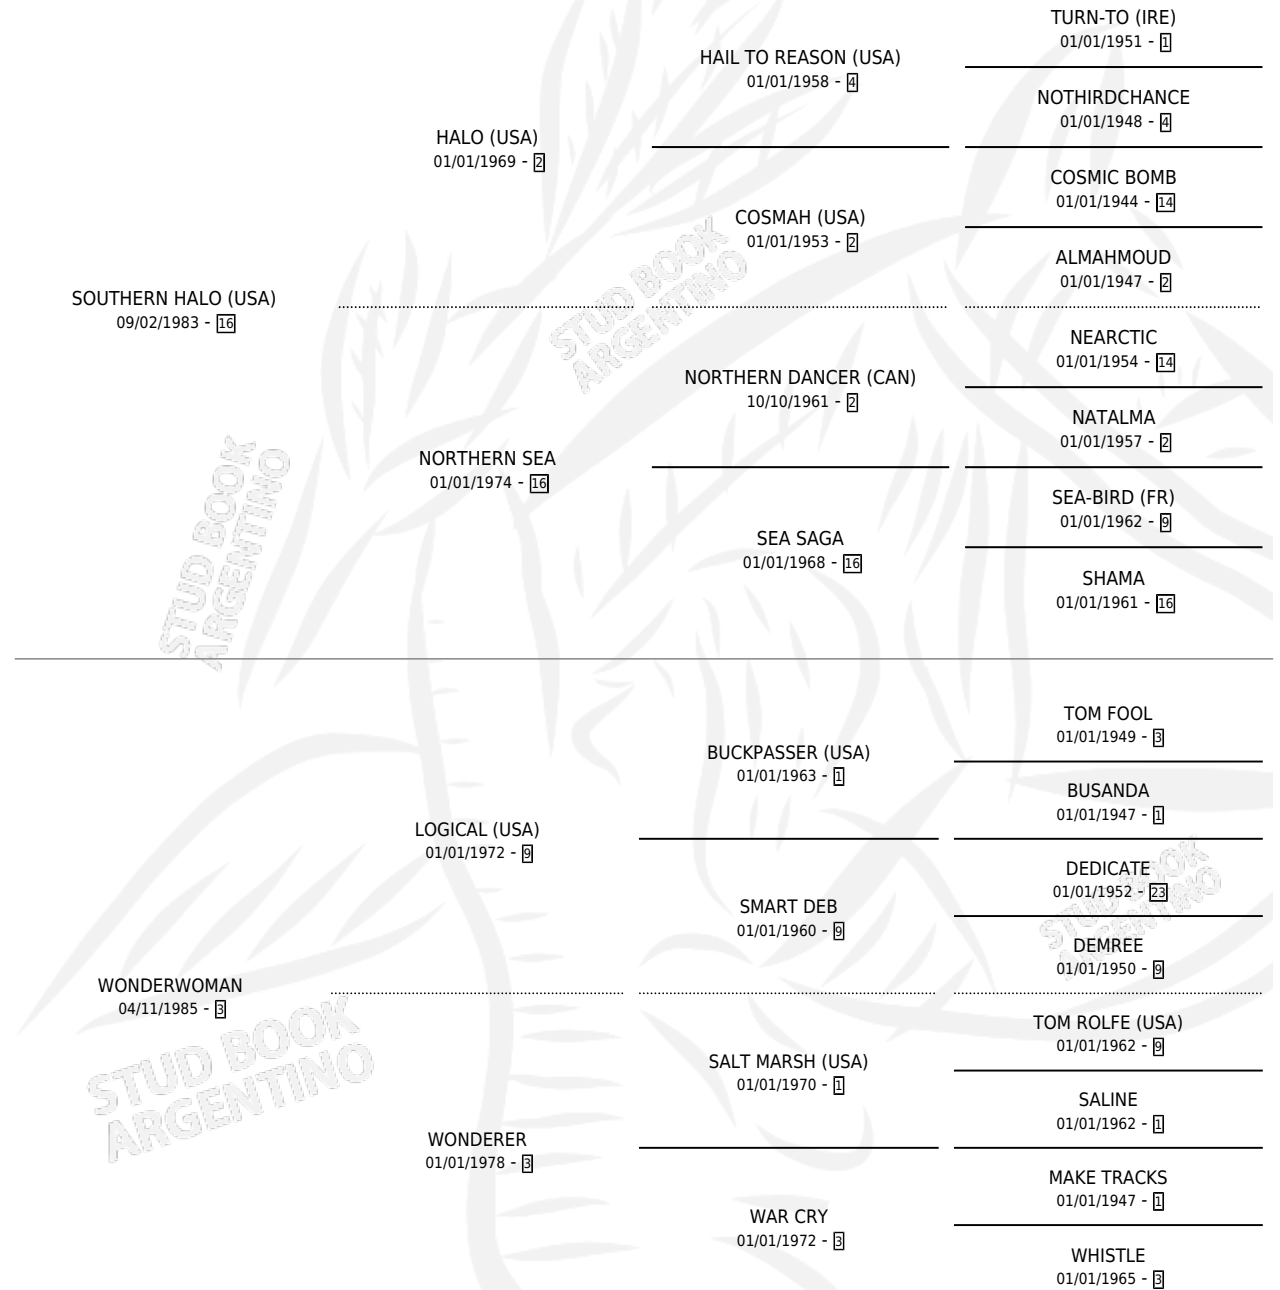 TURN-TO (IRE)
01/01/1951 - 1
HAIL TO REASON (USA)
01/01/1958 - 4
NOTHIRDCHANCE
01/01/1948 - 4
HALO (USA)
01/01/1969 - 2
COSMIC BOMB
01/01/1944 - 14
COSMAH (USA)
01/01/1953 - 2
ALMAHMOUD
01/01/1947 - 2
SOUTHERN HALO (USA)
09/02/1983 - 16
STUD BOOK
ARGENTINO
NEARCTIC
01/01/1954 - 14
NORTHERN DANCER (CAN)
10/10/1961 - 2
NATALMA
01/01/1957 - 2
NORTHERN SEA
01/01/1974 - 16
STUD BOOK
ARGENTINO
SEA-BIRD (FR)
01/01/1962 - 9
SEA SAGA
01/01/1968 - 16
SHAMA
01/01/1961 - 16
TOM FOOL
01/01/1949 - 3
BUCKPASSER (USA)
01/01/1963 - 1
BUSANDA
01/01/1947 - 1
LOGICAL (USA)
01/01/1972 - 9
DEDICATE
01/01/1952 - 23
STUD BOOK
ARGENTINO
SMART DEB
01/01/1960 - 9
DEMREE
01/01/1950 - 9
WONDERWOMAN
04/11/1985 - 3
STUD BOOK
ARGENTINO
TOM ROLFE (USA)
01/01/1962 - 9
SALT MARSH (USA)
01/01/1970 - 1
SALINE
01/01/1962 - 1
WONDERER
01/01/1978 - 3
MAKE TRACKS
01/01/1947 - 1
WAR CRY
01/01/1972 - 3
WHISTLE
01/01/1965 - 3